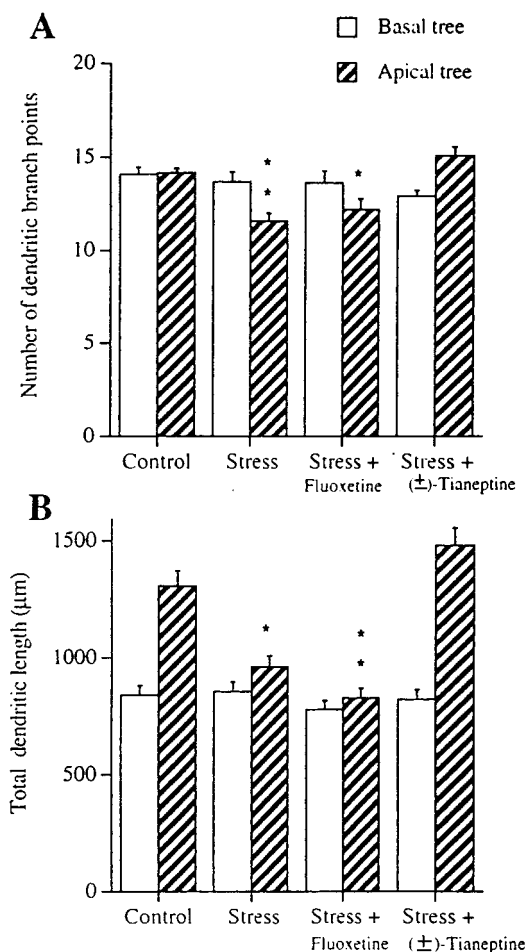 A
Basal tree
Apical tree
Number of dendritic branch points
20
15
10
5
0
*
*
*
Control Stress Stress + Stress +
Fluoxetine (±)-Tianeptine
B
Total dendritic length (μm)
1500
1000
500
0
*
*
*
Control Stress Stress + Stress +
Fluoxetine (±)-Tianeptine